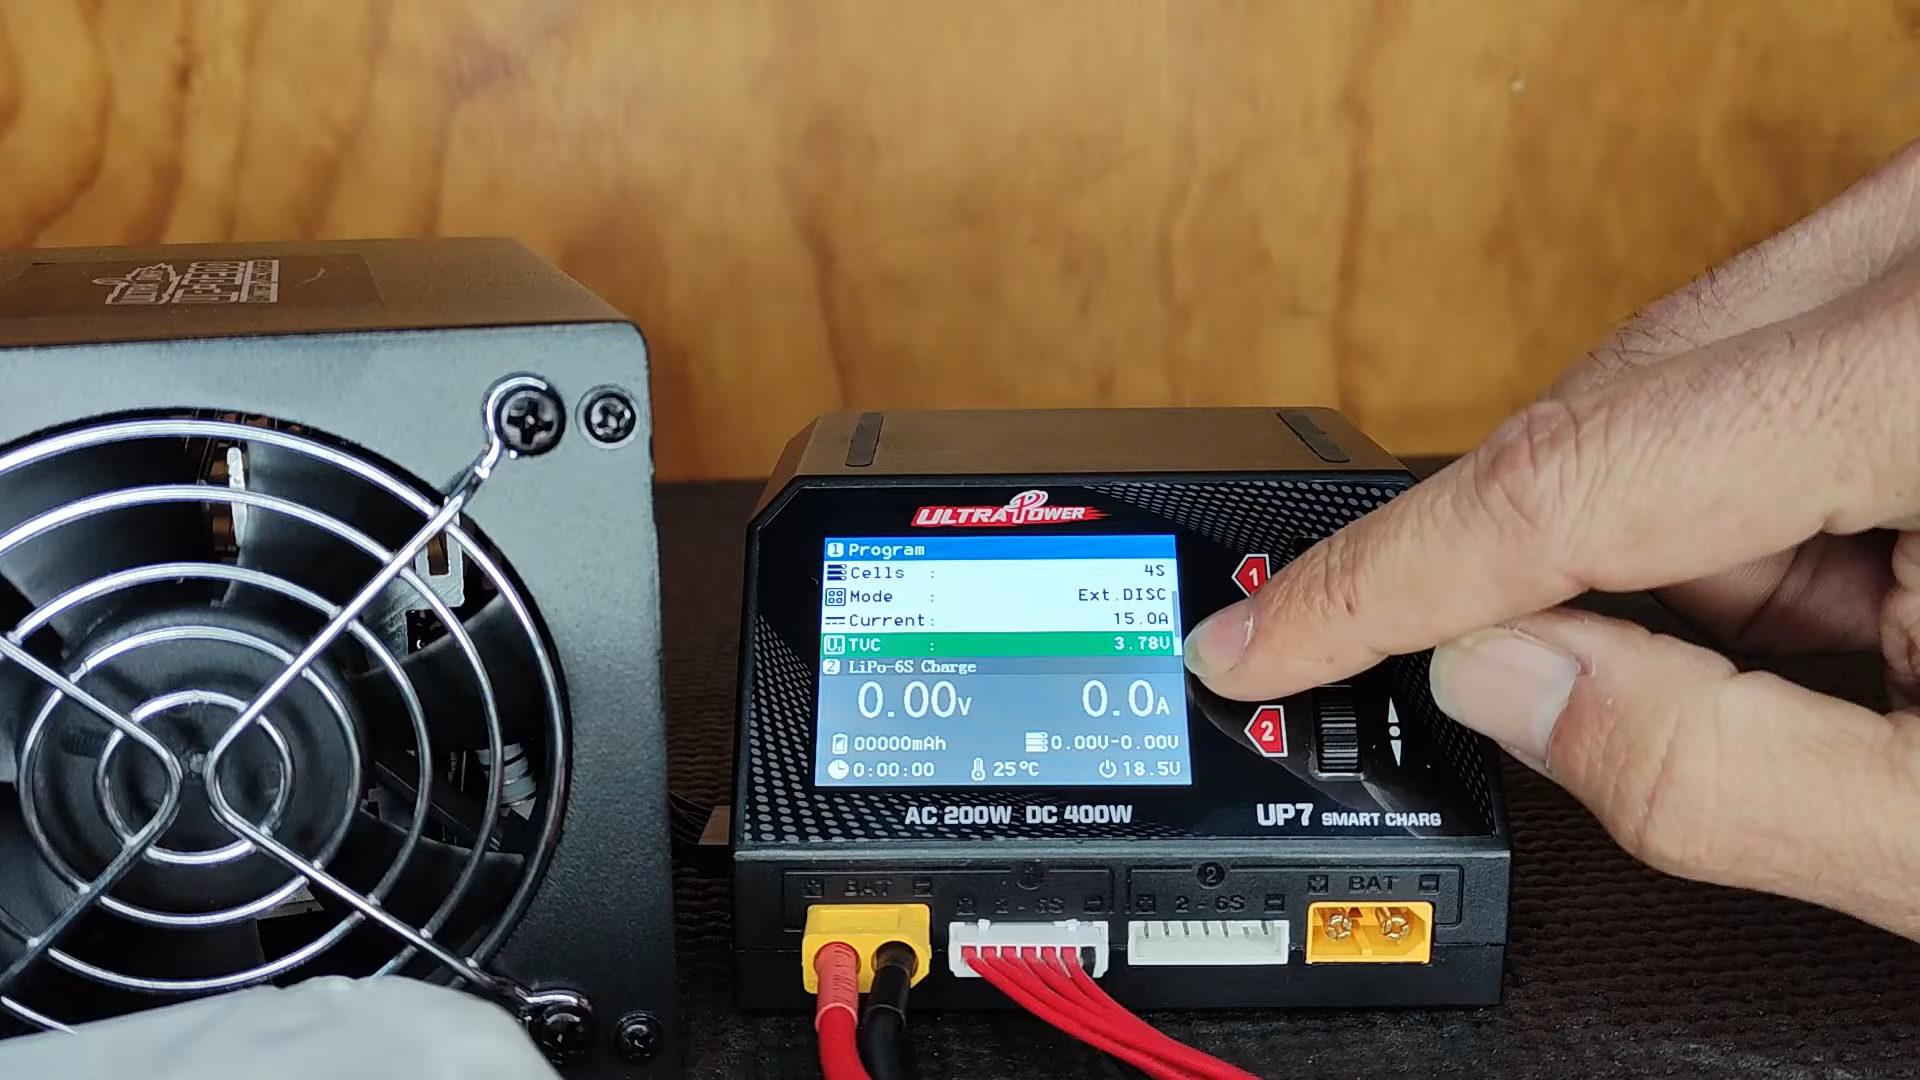 ULTRA POWER
1 Program
Cells : 4S
Mode : Ext.DISC
Current: 15.0A
TVC : 3.78V
2 LiPo-6S Charge
0.00V 0.0A
00000mAh 0.00V-0.00V
0:00:00 25°C 18.5V
1
2
AC 200W DC 400W
UP7 SMART CHARG
BAT
1
2
BAT
2-6S